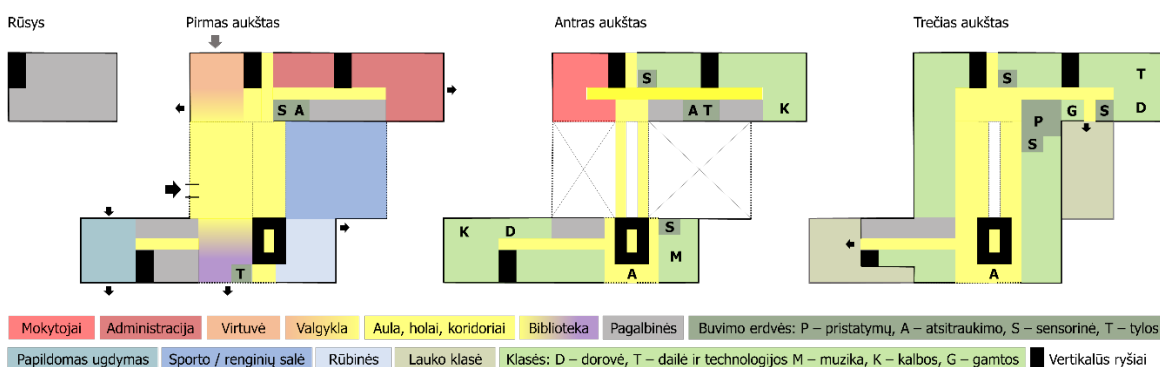 Rūsys Pirmas aukštas Antras aukštas Trečias aukštas
S S T
S A A T K P G S D
S
K D S
T A M A
Mokytojai Administracija Virtuvė Valgykla Aula, holai, koridoriai Biblioteka Pagalbinės Buvimo erdvės: P – pristatymų, A – atsitraukimo, S – sensorinė, T – tylos
Papildomas ugdymas Sporto / renginių salė Rūbinės Lauko klasė Klasės: D – dorovė, T – dailė ir technologijos M – muzika, K – kalbos, G – gamtos Vertikalūs ryšiai